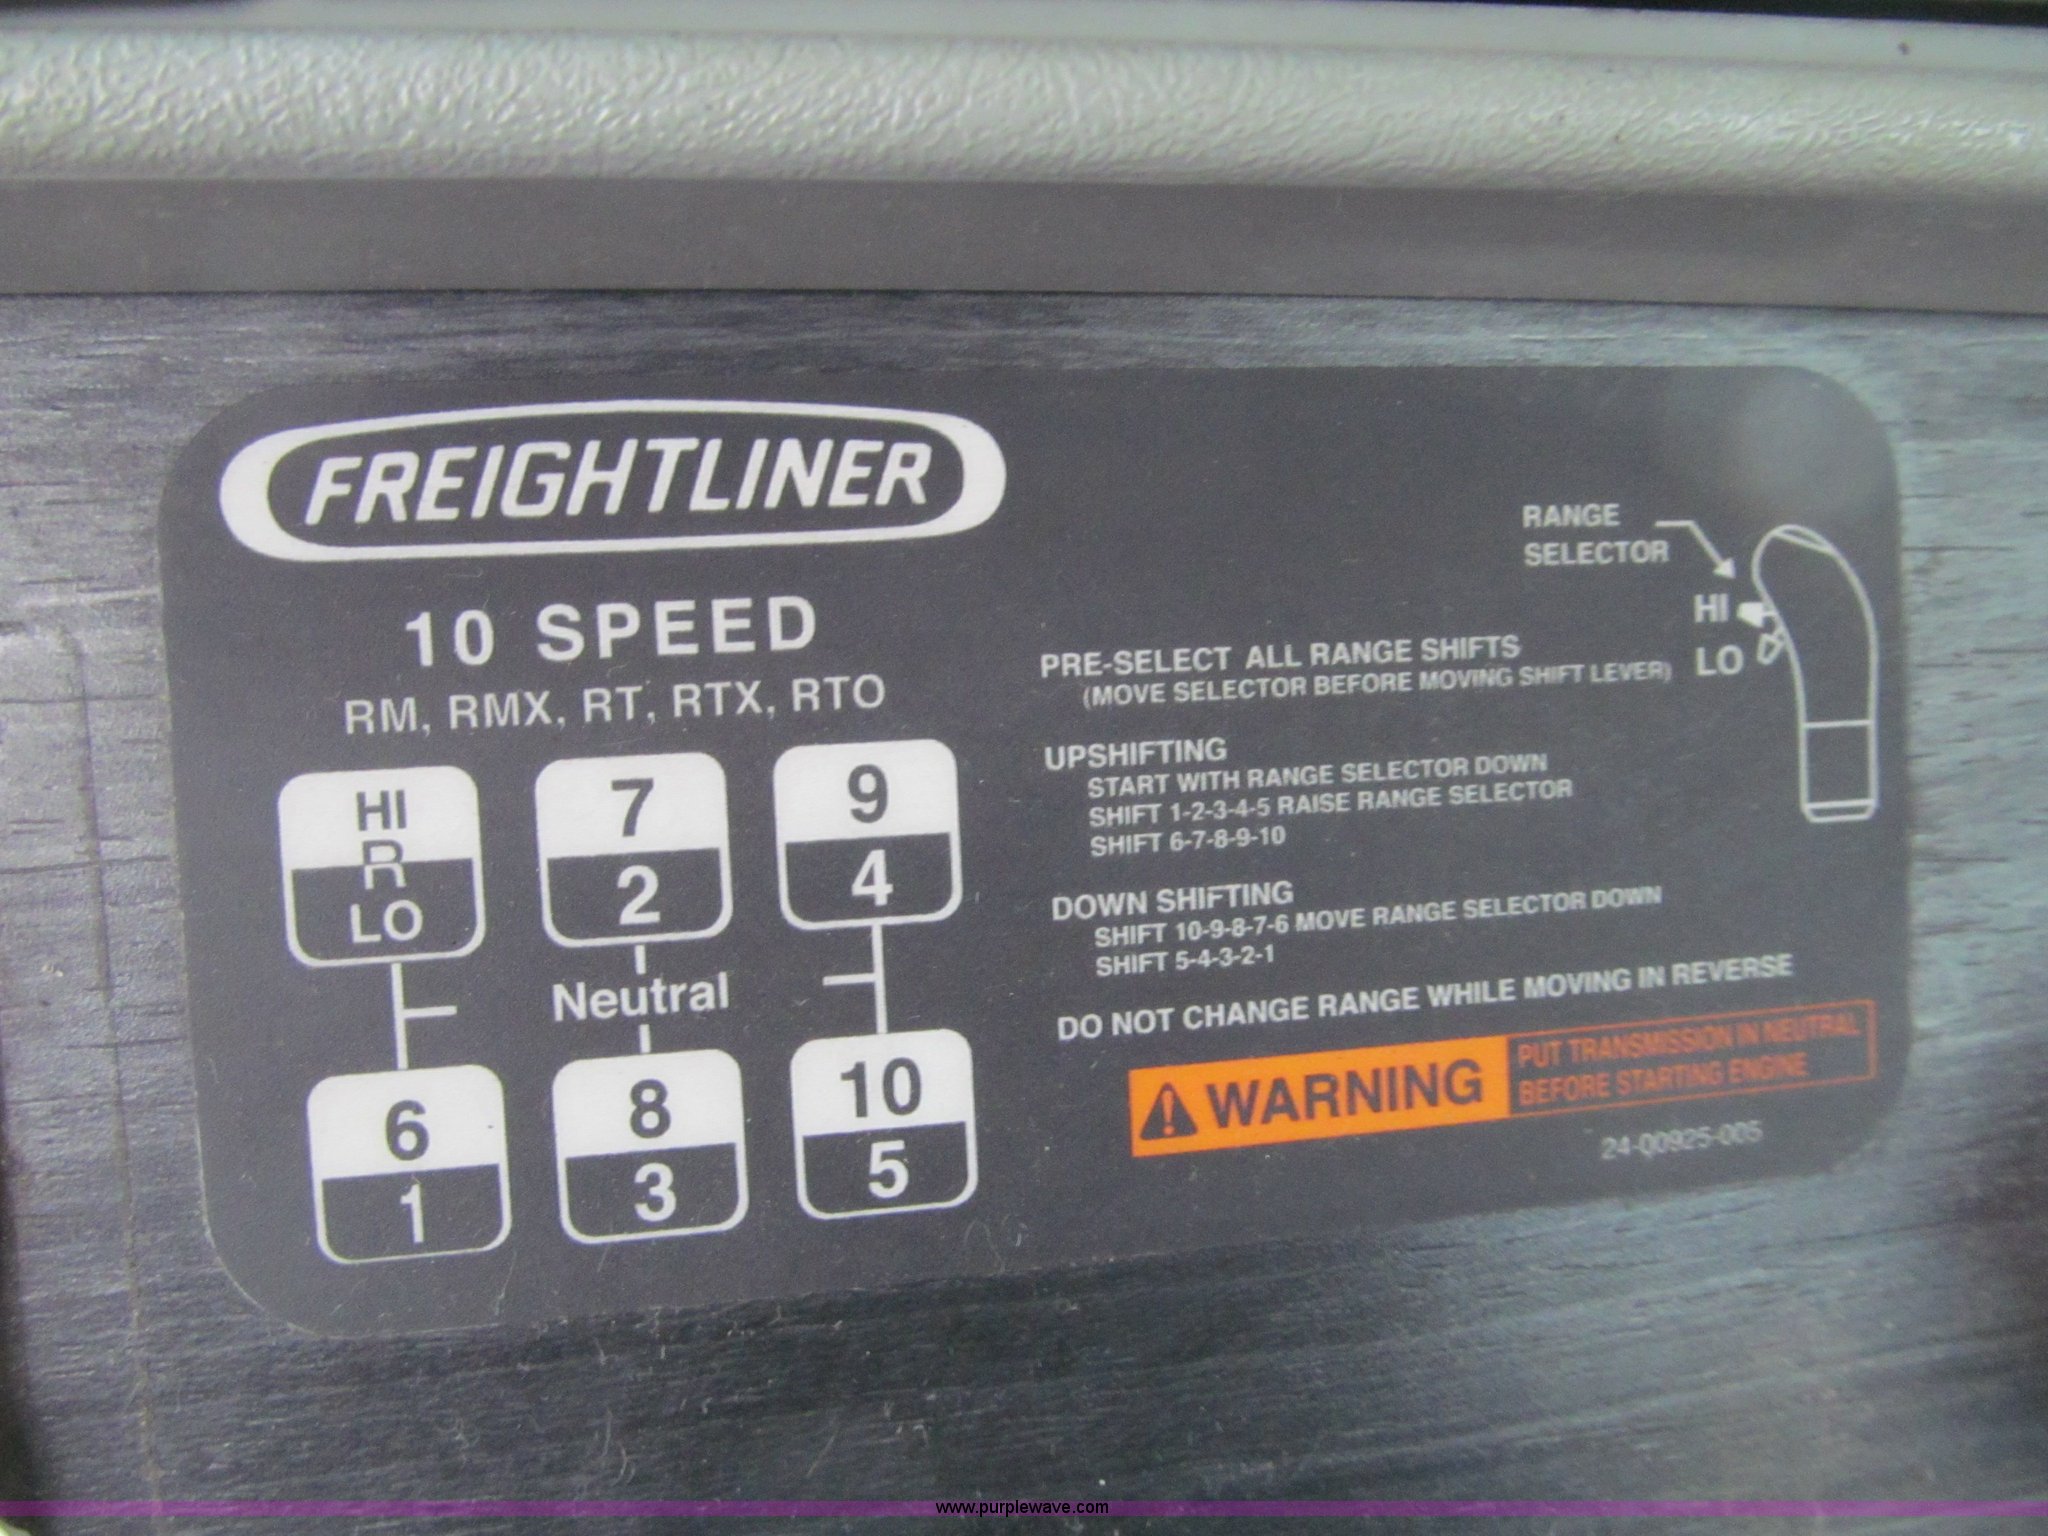 FREIGHTLINER
10 SPEED
RM, RMX, RT, RTX, RTO
HI
R
LO
7
2
9
4
Neutral
6
1
8
3
10
5
RANGE
SELECTOR
HI
LO
PRE-SELECT ALL RANGE SHIFTS
(MOVE SELECTOR BEFORE MOVING SHIFT LEVER)
UPSHIFTING
START WITH RANGE SELECTOR DOWN
SHIFT 1-2-3-4-5 RAISE RANGE SELECTOR
SHIFT 6-7-8-9-10
DOWN SHIFTING
SHIFT 10-9-8-7-6 MOVE RANGE SELECTOR DOWN
SHIFT 5-4-3-2-1
DO NOT CHANGE RANGE WHILE MOVING IN REVERSE
WARNING
PUT TRANSMISSION IN NEUTRAL
BEFORE STARTING ENGINE
24-00925-005
www.purplewave.com